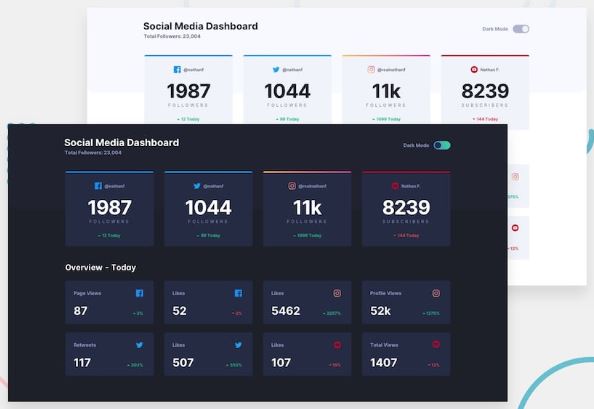 Social Media Dashboard
Total Followers: 23,004
Dark Mode
@nathanf
@nathanf
@realnathanf
Nathan F.
1987
1044
11k
8239
FOLLOWERS
FOLLOWERS
FOLLOWERS
SUBSCRIBERS
12 Today
99 Today
1099 Today
144 Today
Social Media Dashboard
Total Followers: 23,004
Dark Mode
@nathanf
@nathanf
@realnathanf
Nathan F.
1987
1044
11k
8239
FOLLOWERS
FOLLOWERS
FOLLOWERS
SUBSCRIBERS
12 Today
99 Today
1099 Today
144 Today
Overview - Today
Page Views
Likes
Likes
Profile Views
87
3%
52
2%
5462
2257%
52k
1375%
Retweets
Likes
Likes
Total Views
117
303%
507
553%
107
19%
1407
12%
12%